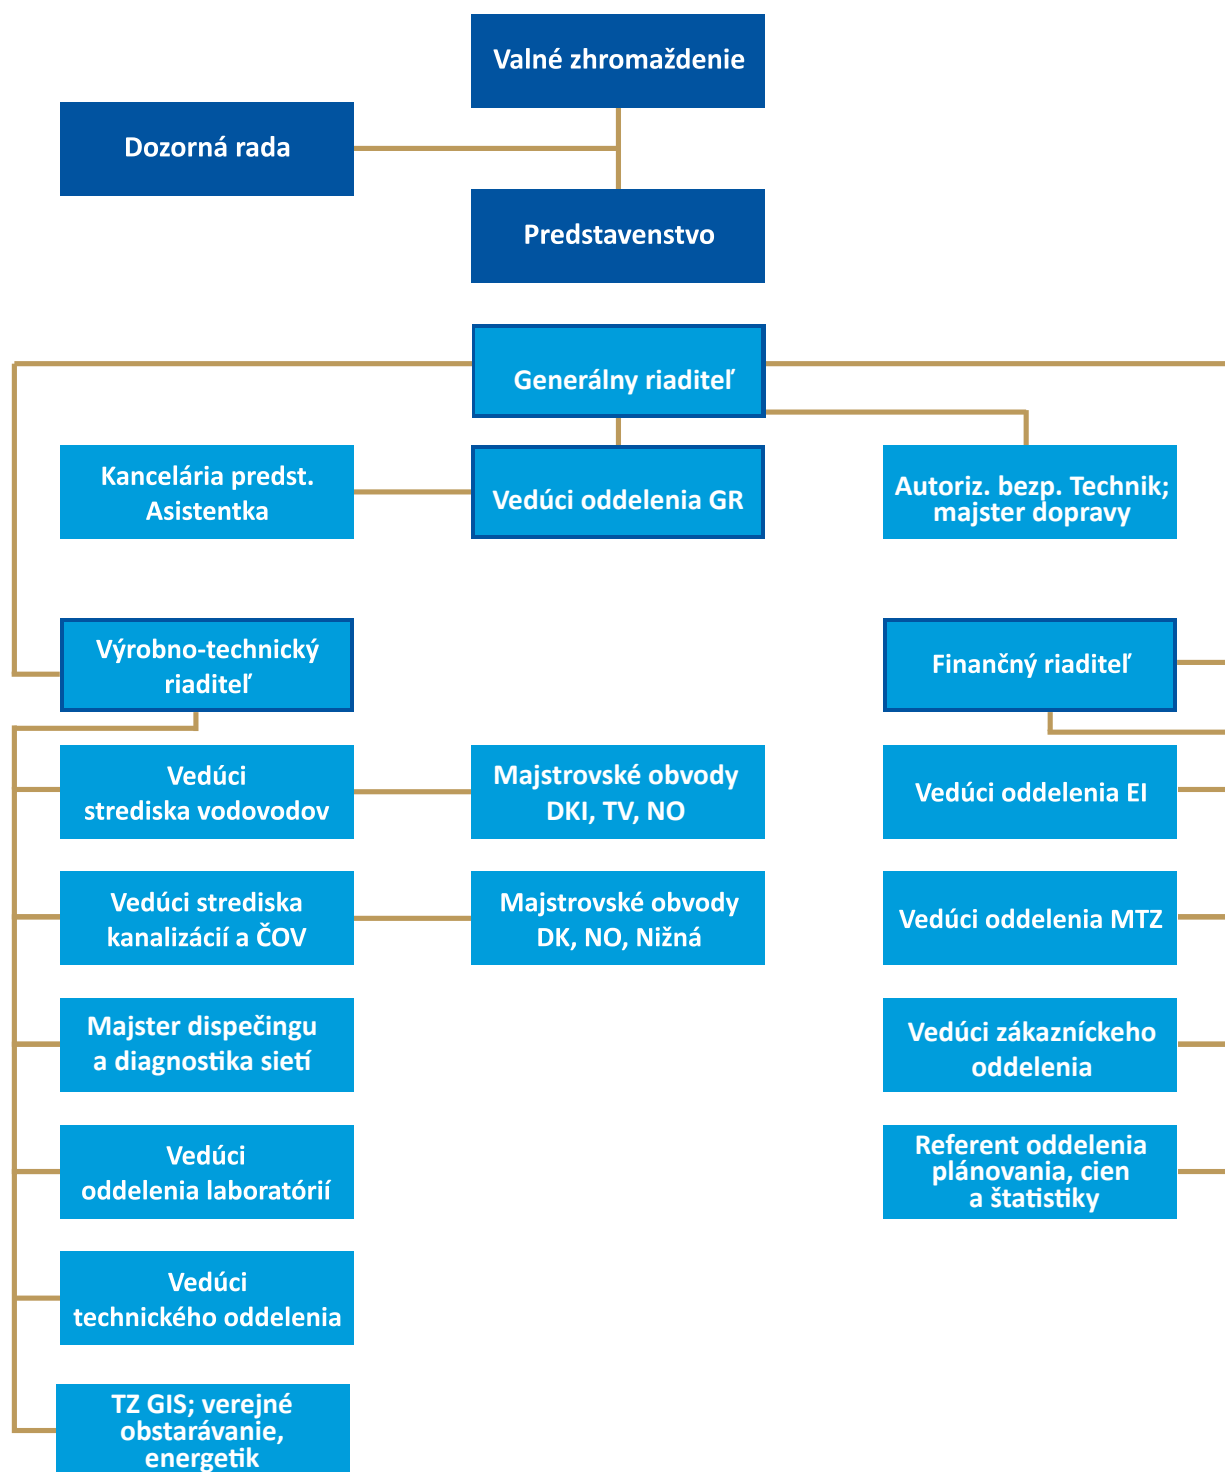 Valné zhromaždenie
Dozorná rada
Predstavenstvo
Generálny riaditeľ
Kancelária predst.
Asistentka
Vedúci oddelenia GR
Autoriz. bezp. Technik;
majster dopravy
Výrobno-technický
riaditeľ
Finančný riaditeľ
Vedúci
strediska vodovodov
Majstrovské obvody
DKI, TV, NO
Vedúci oddelenia EI
Vedúci strediska
kanalizácií a ČOV
Majstrovské obvody
DK, NO, Nižná
Vedúci oddelenia MTZ
Majster dispečingu
a diagnostika sietí
Vedúci zákazníckeho
oddelenia
Vedúci
oddelenia laboratórií
Referent oddelenia
plánovania, cien
a štatistiky
Vedúci
technického oddelenia
TZ GIS; verejné
obstarávanie,
energetik